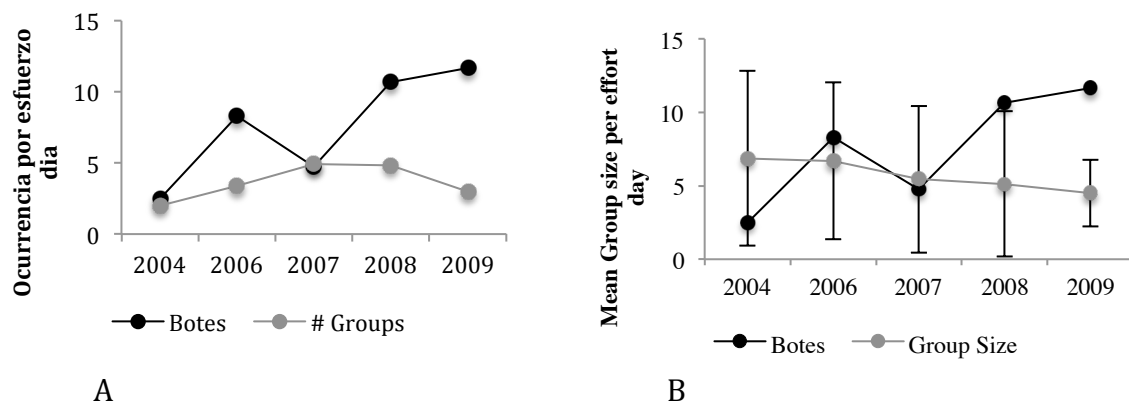 Ocurrencia por esfuerzo
dia
15
10
5
0
2004 2006 2007 2008 2009
Botes # Groups
A
Mean Group size per effort
day
15
10
5
0
2004 2006 2007 2008 2009
Botes Group Size
B